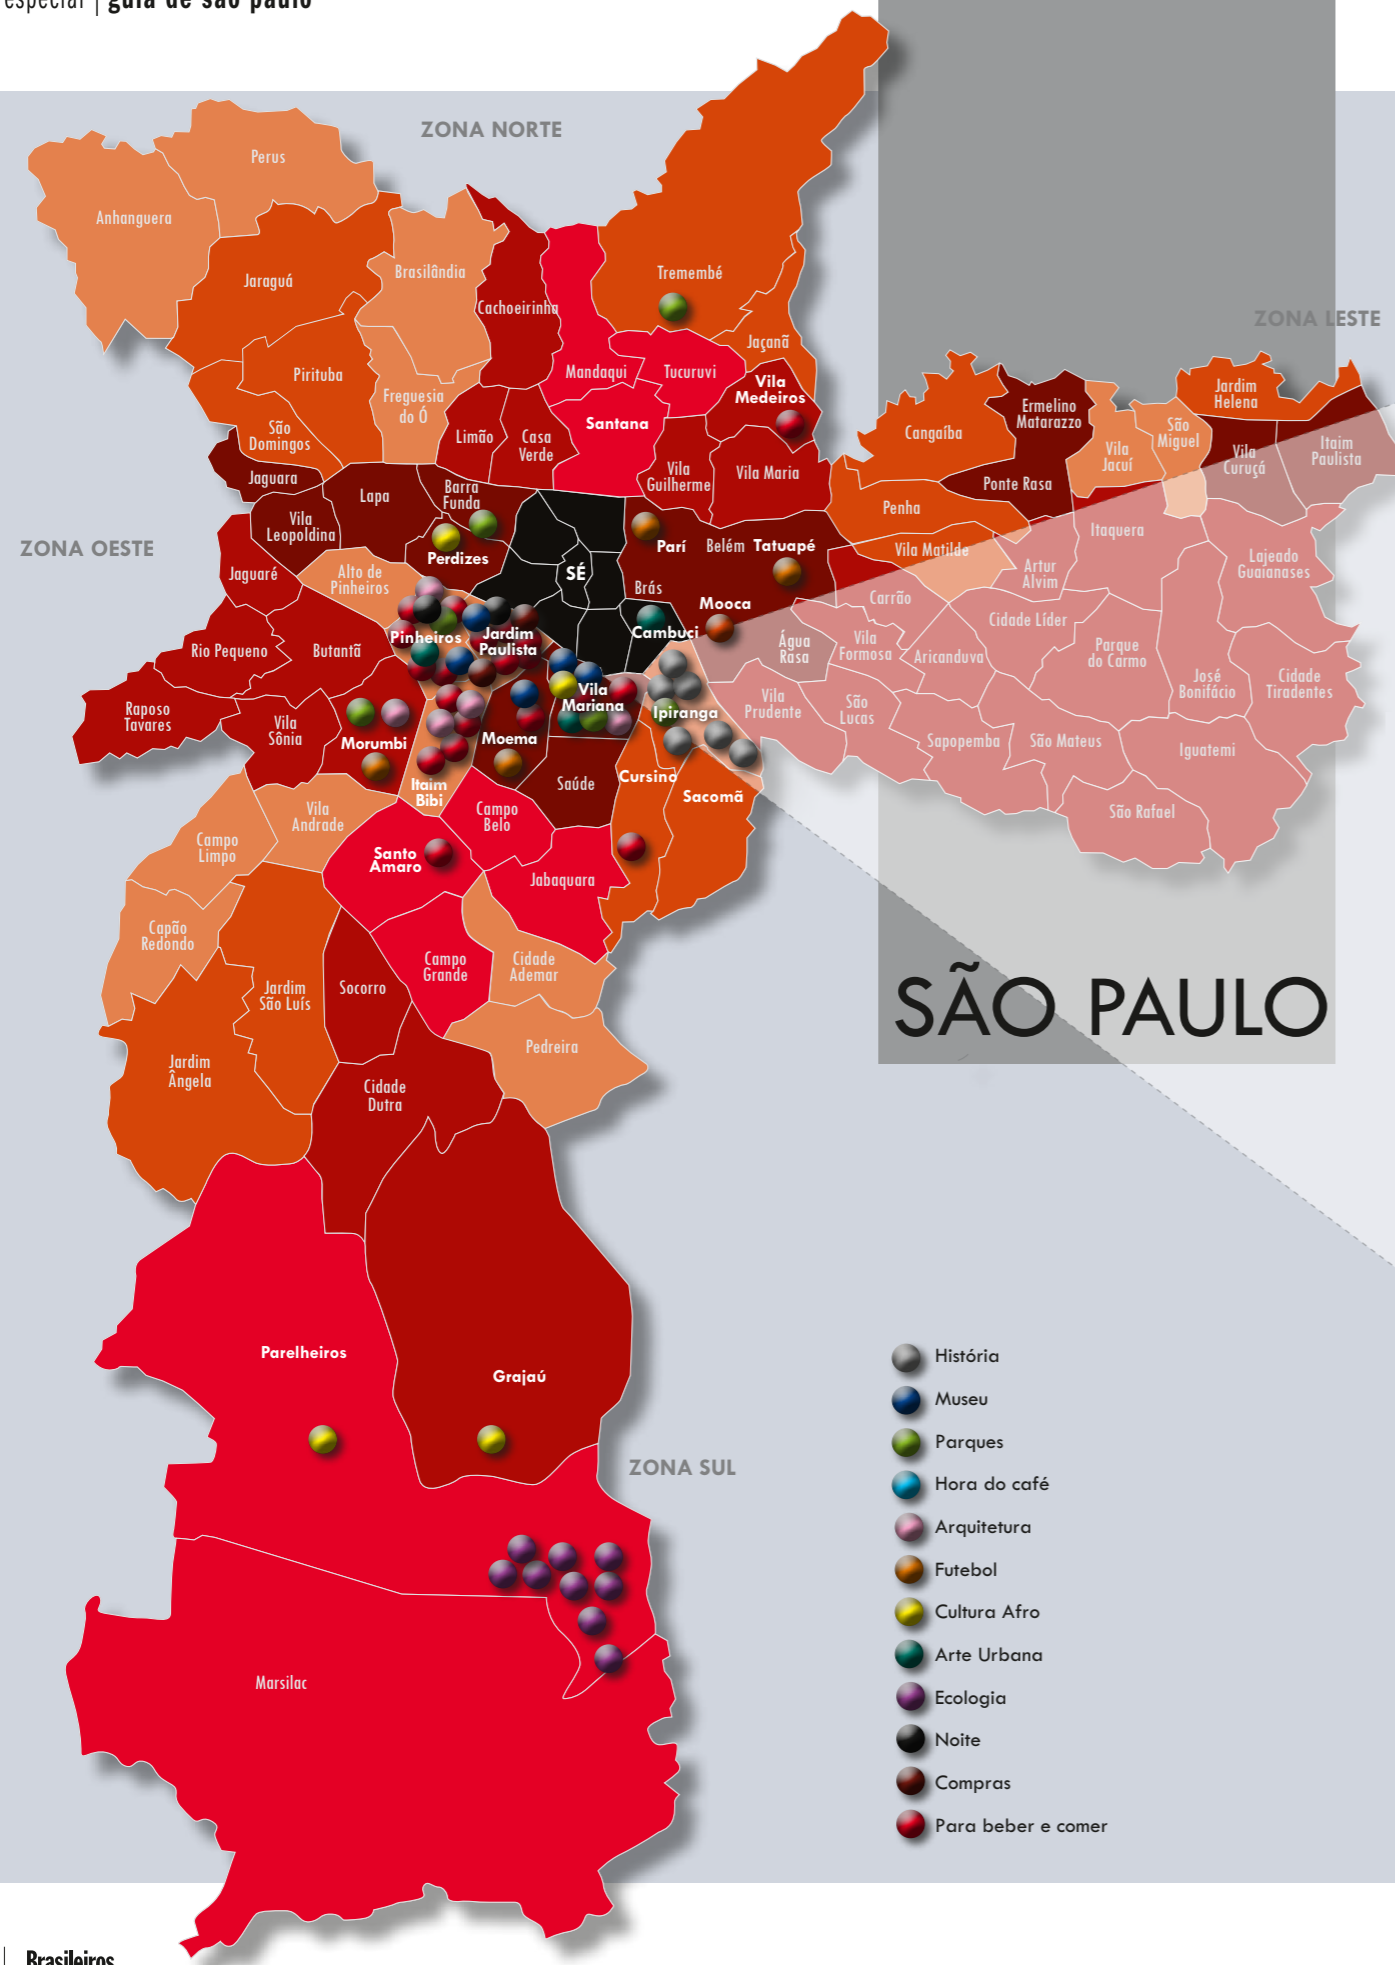 especial | guia de são paulo
ZONA NORTE
Perus
Anhanguera
Brasilândia
Tremembé
Jaraguá
Cachoeirinha
ZONA LESTE
Jaçanã
Pirituba
Mandaqui
Tucuruvi
Vila
Medeiros
Freguesia
do Ó
Jardim
Helena
Ermelino
Matarazzo
Santana
São
Domingos
Limão
Casa
Verde
Cangaíba
São
Miguel
Vila
Jacuí
Vila
Curuçá
Itaim
Paulista
Jaguara
Lapa
Barra
Funda
Vila
Guilherme
Vila Maria
Ponte Rasa
Penha
Vila
Leopoldina
Itaquera
ZONA OESTE
Perdizes
Parí
Belém
Tatuapé
Vila Matilde
Lajeado
Guaianases
Jaguaré
Alto de
Pinheiros
SÉ
Artur
Alvim
Brás
Mooca
Carrão
Cidade Líder
Pinheiros
Jardim
Paulista
Cambuci
Água
Rasa
Vila
Formosa
Aricanduva
Parque
do Carmo
Rio Pequeno
Butantã
José
Bonifácio
Cidade
Tiradentes
Raposo
Tavares
Vila
Sônia
Vila
Mariana
Ipiranga
Vila
Prudente
São
Lucas
Morumbi
Moema
Sapopemba
São Mateus
Iguatemi
Itaim
Bibi
Saúde
Cursino
Sacomã
Vila
Andrade
Campo
Belo
São Rafael
Campo
Limpo
Santo
Amaro
Jabaquara
Capão
Redondo
Campo
Grande
Cidade
Ademar
Jardim
São Luís
Socorro
SÃO PAULO
Pedreira
Jardim
Ângela
Cidade
Dutra
Parelheiros
Grajaú
ZONA SUL
Marsilac
História
Museu
Parques
Hora do café
Arquitetura
Futebol
Cultura Afro
Arte Urbana
Ecologia
Noite
Compras
Para beber e comer
Brasileiros